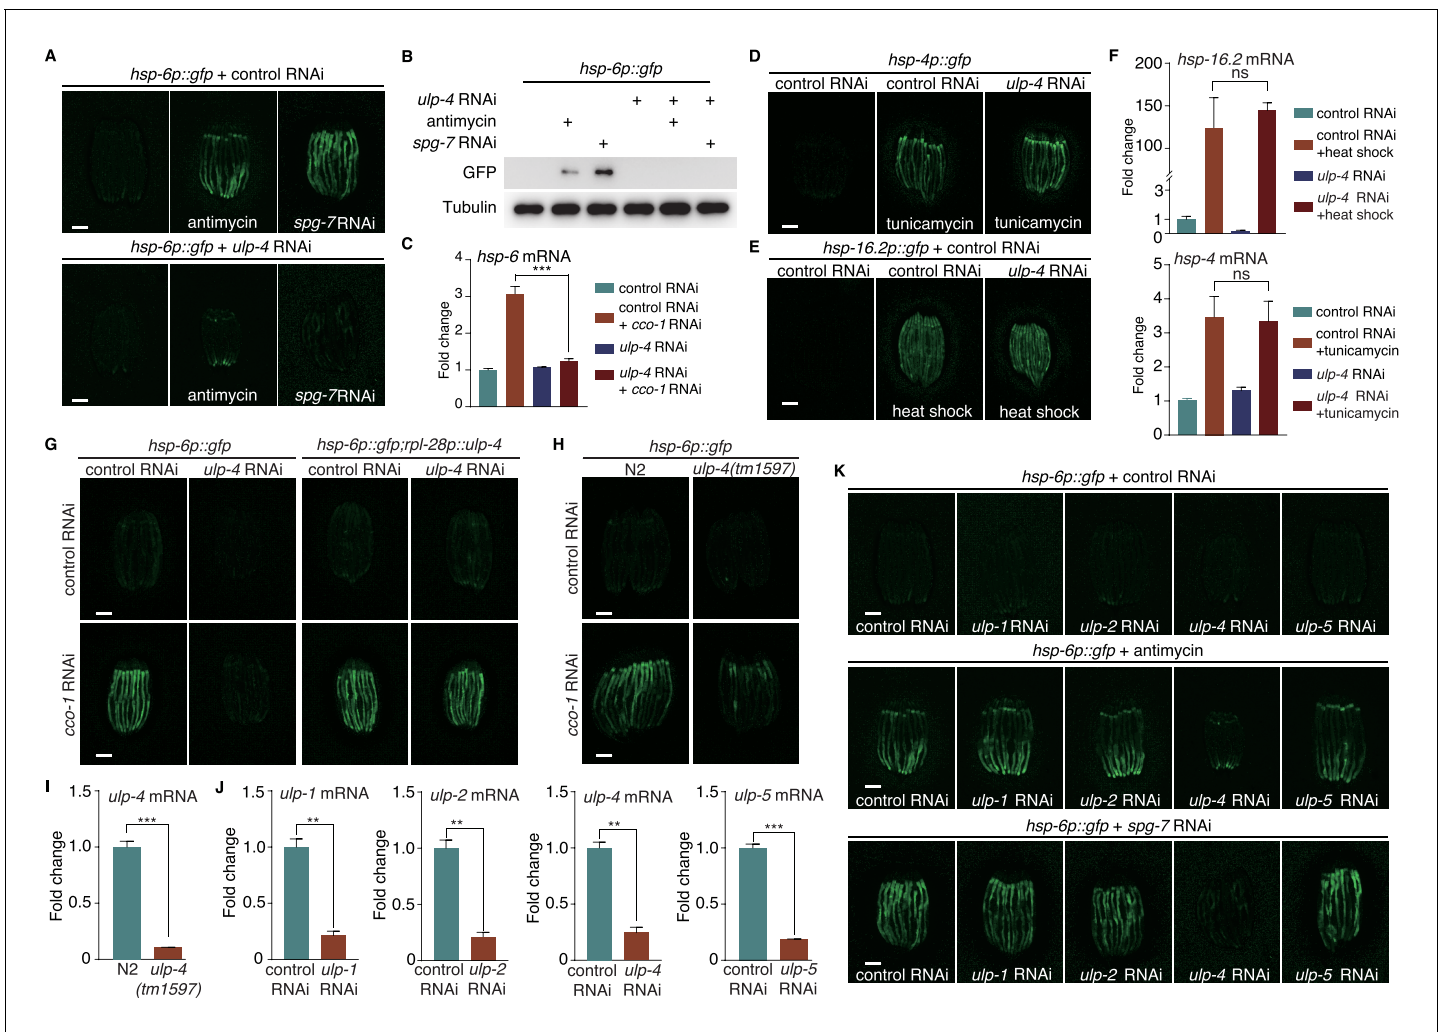 A
hsp-6p::gfp + control RNAi
antimycin
spg-7 RNAi
hsp-6p::gfp + ulp-4 RNAi
antimycin
spg-7 RNAi
B
hsp-6p::gfp
ulp-4 RNAi + + +
antimycin + +
spg-7 RNAi + +
GFP
Tubulin
C
hsp-6 mRNA
***
Fold change
4
3
2
1
0
control RNAi
control RNAi
+ cco-1 RNAi
ulp-4 RNAi
ulp-4 RNAi
+ cco-1 RNAi
D
hsp-4p::gfp
control RNAi control RNAi ulp-4 RNAi
tunicamycin tunicamycin
E
hsp-16.2p::gfp + control RNAi
control RNAi control RNAi ulp-4 RNAi
heat shock heat shock
F
hsp-16.2 mRNA
ns
Fold change
200
150
100
3
1
0
control RNAi
control RNAi
+heat shock
ulp-4 RNAi
ulp-4 RNAi
+heat shock
hsp-4 mRNA
ns
Fold change
5
4
3
2
1
0
control RNAi
control RNAi
+tunicamycin
ulp-4 RNAi
ulp-4 RNAi
+tunicamycin
G
hsp-6p::gfp hsp-6p::gfp;rpl-28p::ulp-4
control RNAi ulp-4 RNAi control RNAi ulp-4 RNAi
control RNAi
cco-1 RNAi
H
hsp-6p::gfp
N2 ulp-4(tm1597)
control RNAi
cco-1 RNAi
I
ulp-4 mRNA
***
Fold change
1.5
1.0
0.5
0
N2 ulp-4
(tm1597)
J
ulp-1 mRNA
**
Fold change
1.5
1.0
0.5
0
control ulp-1
RNAi RNAi
ulp-2 mRNA
**
1.5
1.0
0.5
0
control ulp-2
RNAi RNAi
ulp-4 mRNA
**
1.5
1.0
0.5
0
control ulp-4
RNAi RNAi
ulp-5 mRNA
***
1.5
1.0
0.5
0
control ulp-5
RNAi RNAi
K
hsp-6p::gfp + control RNAi
control RNAi ulp-1 RNAi ulp-2 RNAi ulp-4 RNAi ulp-5 RNAi
hsp-6p::gfp + antimycin
control RNAi ulp-1 RNAi ulp-2 RNAi ulp-4 RNAi ulp-5 RNAi
hsp-6p::gfp + spg-7 RNAi
control RNAi ulp-1 RNAi ulp-2 RNAi ulp-4 RNAi ulp-5 RNAi